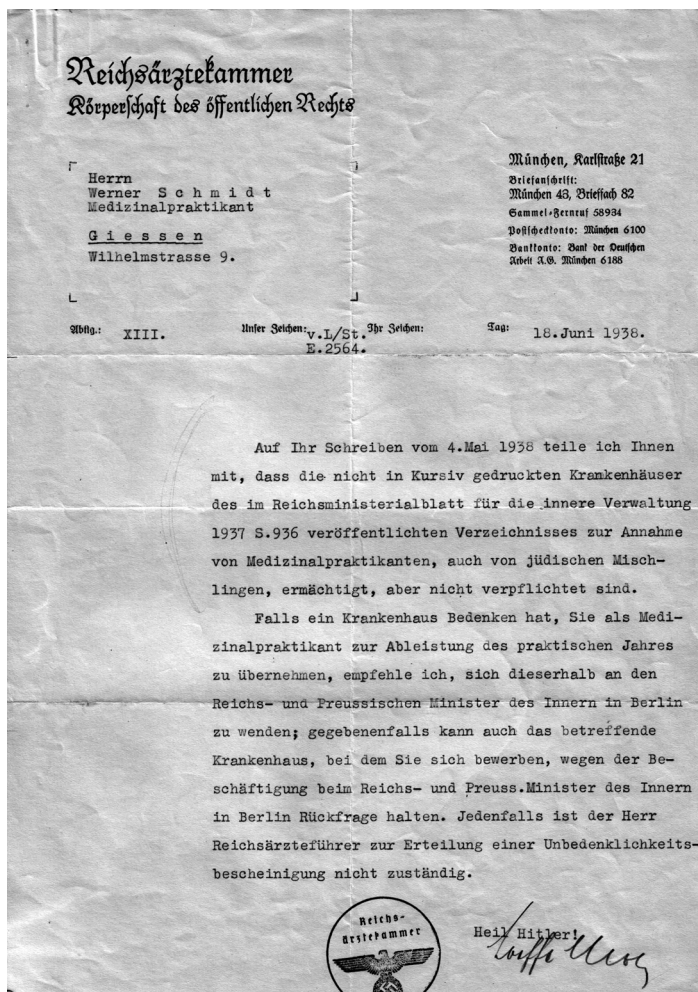 Reichsärztekammer
Körperschaft des öffentlichen Rechts
München, Karlstraße 21
Briefanschrift:
München 43, Brieffach 82
Sammel-Fernruf 58934
Postscheckkonto: München 6100
Bankkonto: Bank der Deutschen
Arbeit A.G. München 6188
Herrn
Werner S c h m i d t
Medizinalpraktikant
G i e s s e n
Wilhelmstrasse 9.
Abtlg.: XIII. Unser Zeichen: v.L/St. Ihr Zeichen: Tag: 18.Juni 1938.
E.2564.
Auf Ihr Schreiben vom 4.Mai 1938 teile ich Ihnen
mit, dass die nicht in Kursiv gedruckten Krankenhäuser
des im Reichsministerialblatt für die innere Verwaltung
1937 S.936 veröffentlichten Verzeichnisses zur Annahme
von Medizinalpraktikanten, auch von jüdischen Misch-
lingen, ermächtigt, aber nicht verpflichtet sind.
Falls ein Krankenhaus Bedenken hat, Sie als Medi-
zinalpraktikant zur Ableistung des praktischen Jahres
zu übernehmen, empfehle ich, sich dieserhalb an den
Reichs- und Preussischen Minister des Innern in Berlin
zu wenden; gegebenenfalls kann auch das betreffende
Krankenhaus, bei dem Sie sich bewerben, wegen der Be-
schäftigung beim Reichs- und Preuss.Minister des Innern
in Berlin Rückfrage halten. Jedenfalls ist der Herr
Reichsärzteführer zur Erteilung einer Unbedenklichkeits-
bescheinigung nicht zuständig.
Heil Hitler!
Reichs-
ärztekammer